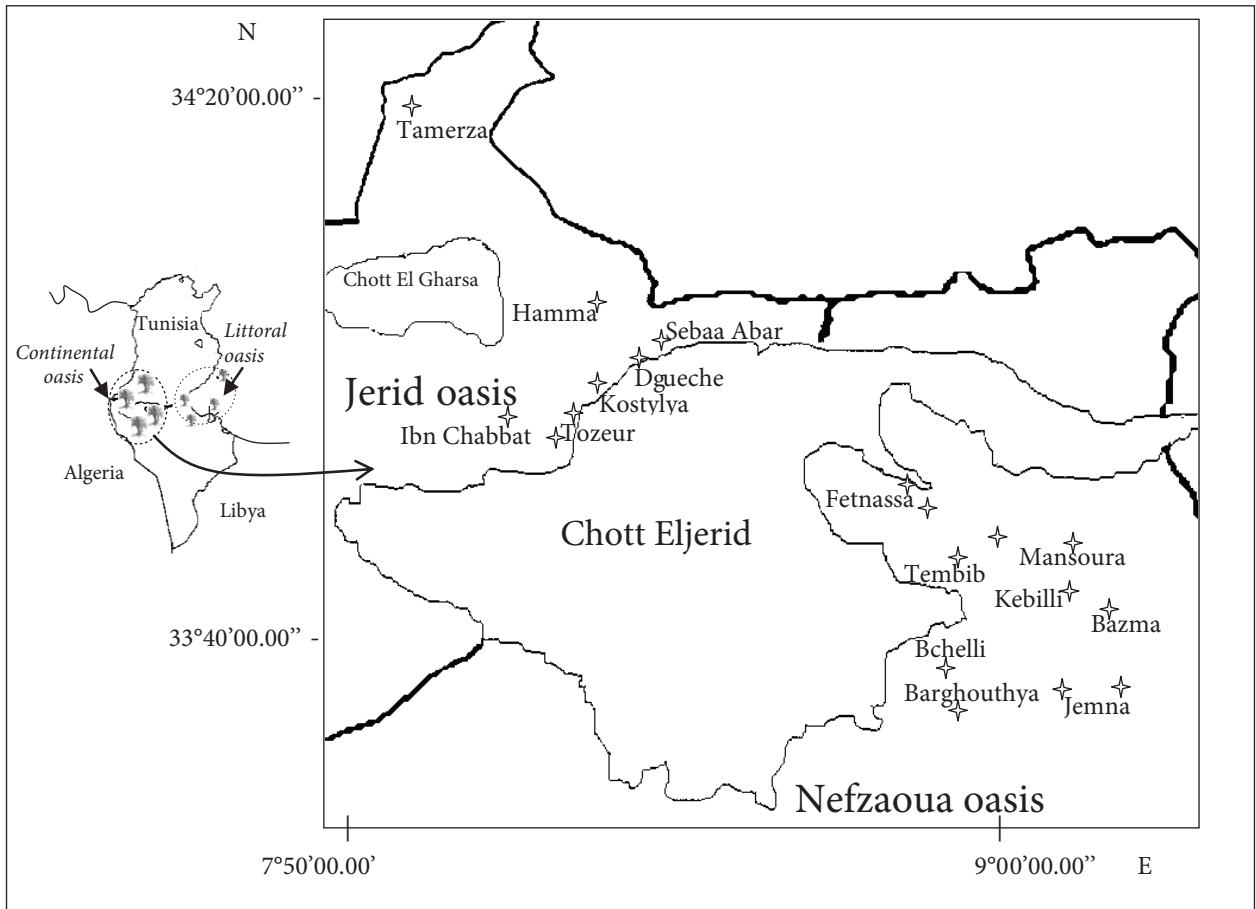 N
34°20’00.00’’
Tamerza
Chott El Gharsa
Hamma
Sebaa Abar
Tunisia
Littoral
oasis
Continental
oasis
Dgueche
Jerid oasis
Kostylya
Ibn Chabbat
Tozeur
Algeria
Libya
Fetnassa
Chott Eljerid
Mansoura
Tembib
Kebilli
Bazma
33°40’00.00’’
Bchelli
Barghouthya
Jemna
Nefzaoua oasis
7°50’00.00’
9°00’00.00’’
E